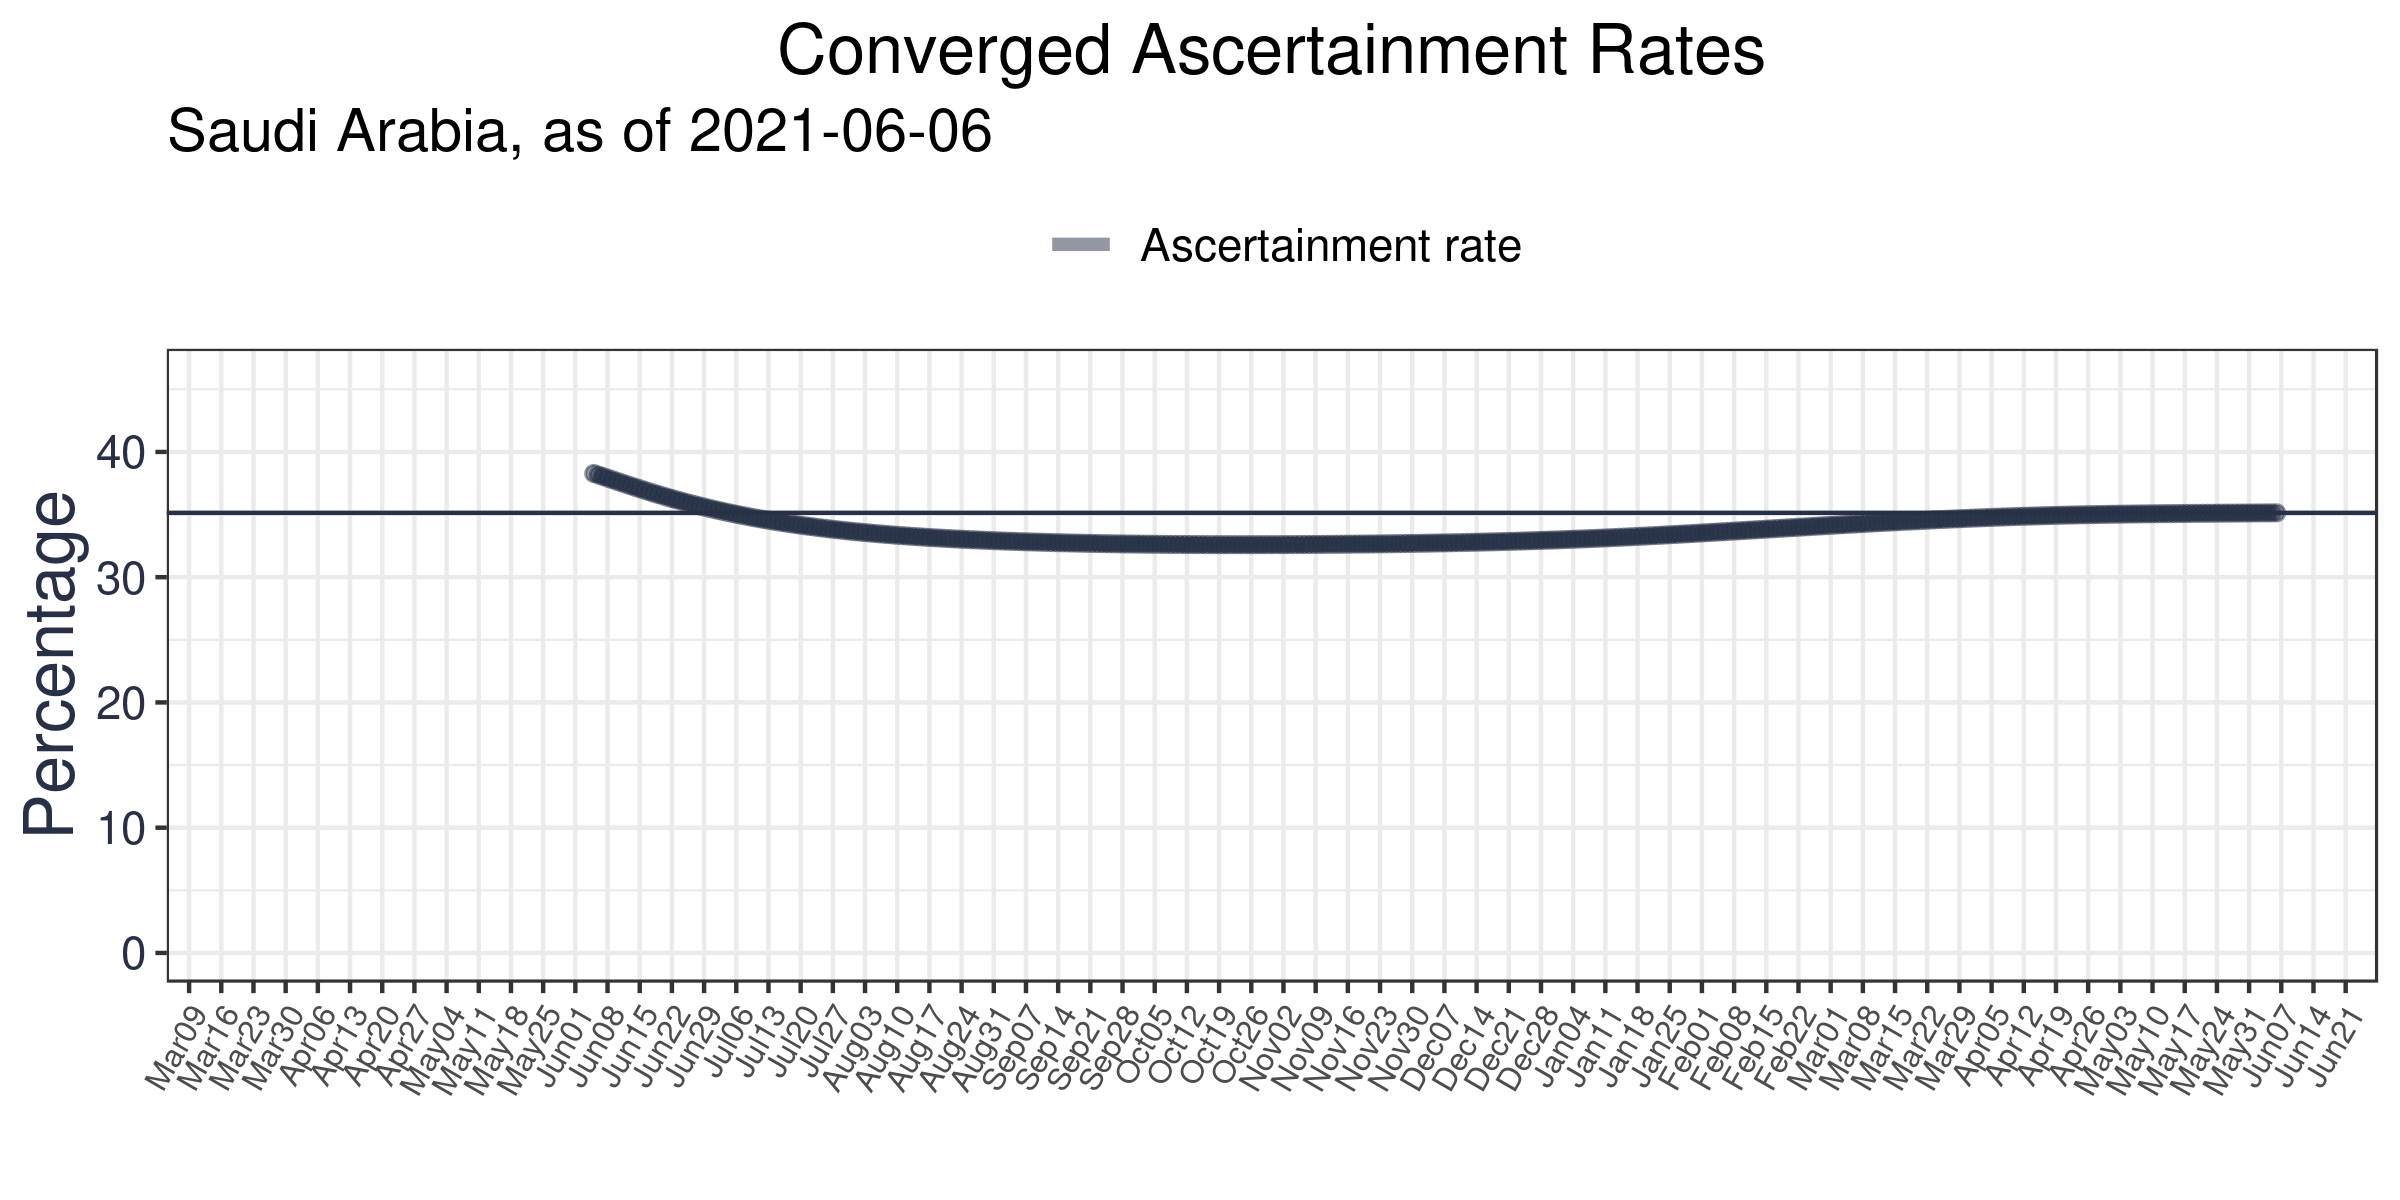 Converged Ascertainment Rates
Saudi Arabia, as of 2021-06-06
Ascertainment rate
Percentage
40
30
20
10
0
Mar09 Mar16 Mar23 Mar30 Apr06 Apr13 Apr20 Apr27 May04 May11 May18 May25 Jun01 Jun08 Jun15 Jun22 Jun29 Jul06 Jul13 Jul20 Jul27 Aug03 Aug10 Aug17 Aug24 Aug31 Sep07 Sep14 Sep21 Sep28 Oct05 Oct12 Oct19 Oct26 Nov02 Nov09 Nov16 Nov23 Nov30 Dec07 Dec14 Dec21 Dec28 Jan04 Jan11 Jan18 Jan25 Feb01 Feb08 Feb15 Feb22 Mar01 Mar08 Mar15 Mar22 Mar29 Apr05 Apr12 Apr19 Apr26 May03 May10 May17 May24 May31 Jun07 Jun14 Jun21